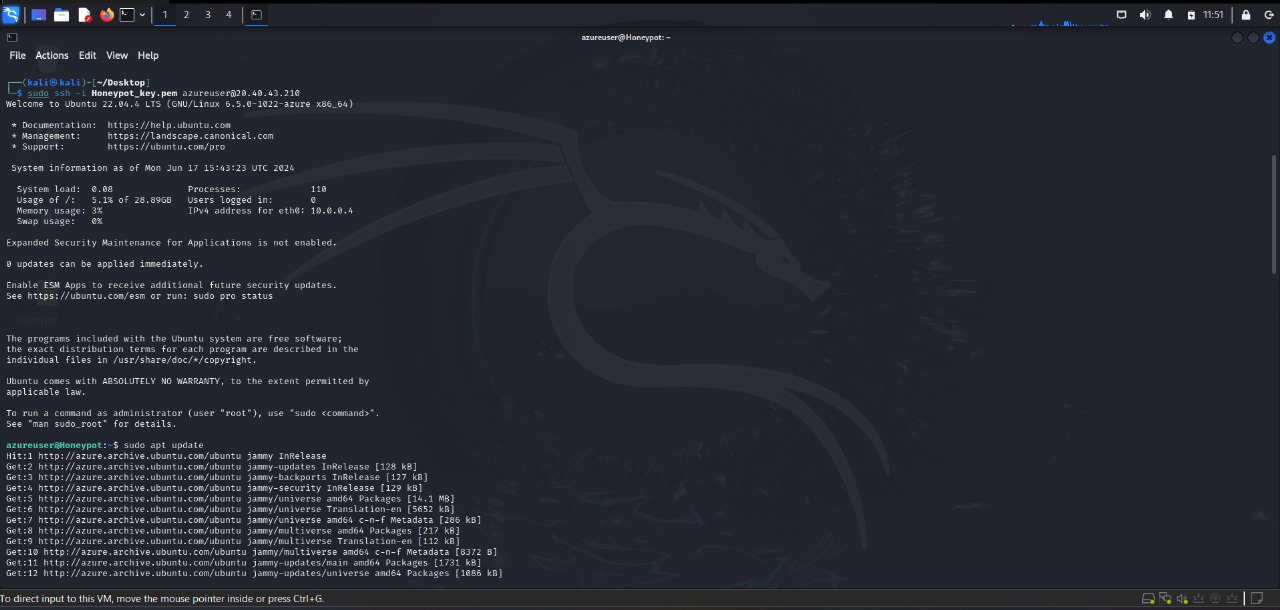 1 2 3 4 11:51
azureuser@Honeypot: ~
File Actions Edit View Help
(kali㉿kali)-[~/Desktop]
$ sudo ssh -i Honeypot_key.pem azureuser@20.40.43.210
Welcome to Ubuntu 22.04.4 LTS (GNU/Linux 6.5.0-1022-azure x86_64)
* Documentation: https://help.ubuntu.com
* Management: https://landscape.canonical.com
* Support: https://ubuntu.com/pro
System information as of Mon Jun 17 15:43:23 UTC 2024
System load: 0.08 Processes: 110
Usage of /: 5.1% of 28.89GB Users logged in: 0
Memory usage: 3% IPv4 address for eth0: 10.0.0.4
Swap usage: 0%
Expanded Security Maintenance for Applications is not enabled.
0 updates can be applied immediately.
Enable ESM Apps to receive additional future security updates.
See https://ubuntu.com/esm or run: sudo pro status
The programs included with the Ubuntu system are free software;
the exact distribution terms for each program are described in the
individual files in /usr/share/doc/*/copyright.
Ubuntu comes with ABSOLUTELY NO WARRANTY, to the extent permitted by
applicable law.
To run a command as administrator (user "root"), use "sudo <command>".
See "man sudo_root" for details.
azureuser@Honeypot:~$ sudo apt update
Hit:1 http://azure.archive.ubuntu.com/ubuntu jammy InRelease
Get:2 http://azure.archive.ubuntu.com/ubuntu jammy-updates InRelease [128 kB]
Get:3 http://azure.archive.ubuntu.com/ubuntu jammy-backports InRelease [127 kB]
Get:4 http://azure.archive.ubuntu.com/ubuntu jammy-security InRelease [129 kB]
Get:5 http://azure.archive.ubuntu.com/ubuntu jammy/universe amd64 Packages [14.1 MB]
Get:6 http://azure.archive.ubuntu.com/ubuntu jammy/universe Translation-en [5652 kB]
Get:7 http://azure.archive.ubuntu.com/ubuntu jammy/universe amd64 c-n-f Metadata [286 kB]
Get:8 http://azure.archive.ubuntu.com/ubuntu jammy/multiverse amd64 Packages [217 kB]
Get:9 http://azure.archive.ubuntu.com/ubuntu jammy/multiverse Translation-en [112 kB]
Get:10 http://azure.archive.ubuntu.com/ubuntu jammy/multiverse amd64 c-n-f Metadata [8372 B]
Get:11 http://azure.archive.ubuntu.com/ubuntu jammy-updates/main amd64 Packages [1731 kB]
Get:12 http://azure.archive.ubuntu.com/ubuntu jammy-updates/universe amd64 Packages [1086 kB]
To direct input to this VM, move the mouse pointer inside or press Ctrl+G.